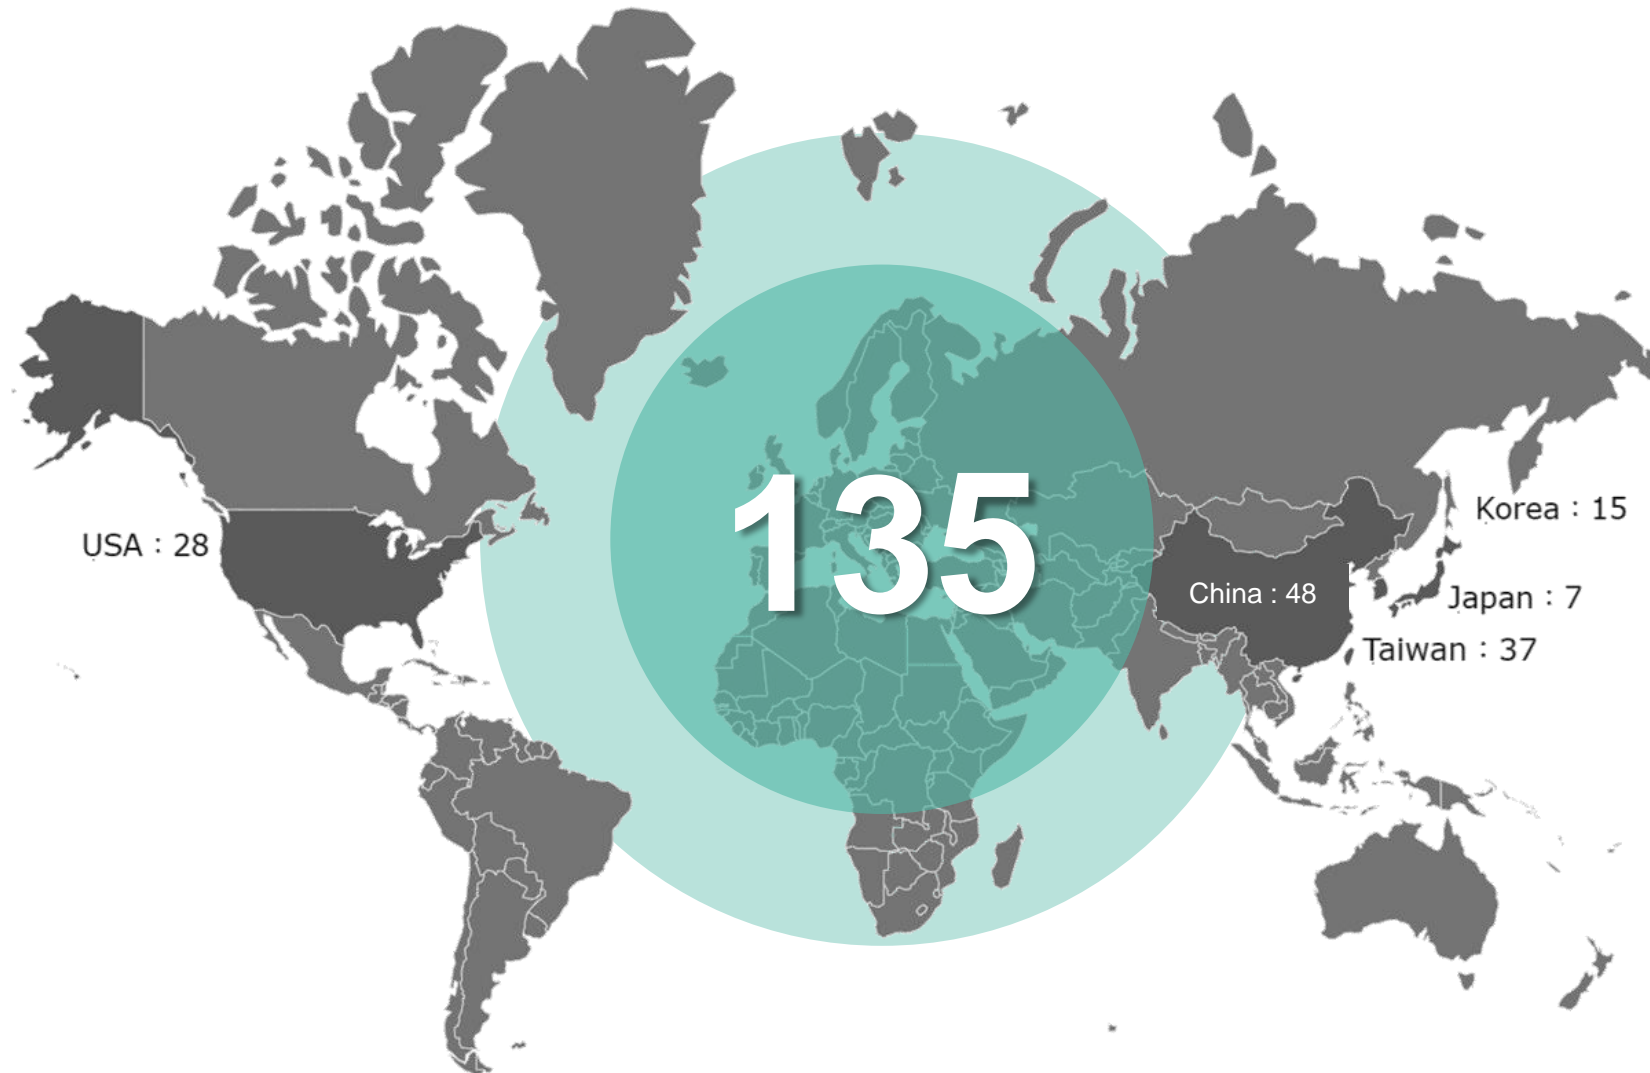 135
Korea : 15
USA : 28
China : 48
Japan : 7
Taiwan : 37